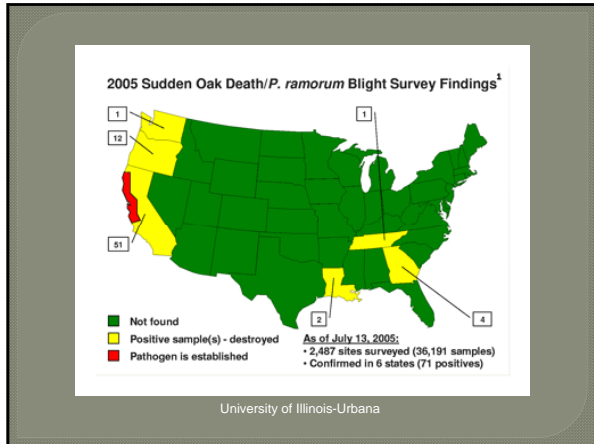 2005 Sudden Oak Death/P. ramorum Blight Survey Findings1
1
1
12
51
2
4
Not found
Positive sample(s) - destroyed
Pathogen is established
As of July 13, 2005:
• 2,487 sites surveyed (36,191 samples)
• Confirmed in 6 states (71 positives)
University of Illinois-Urbana